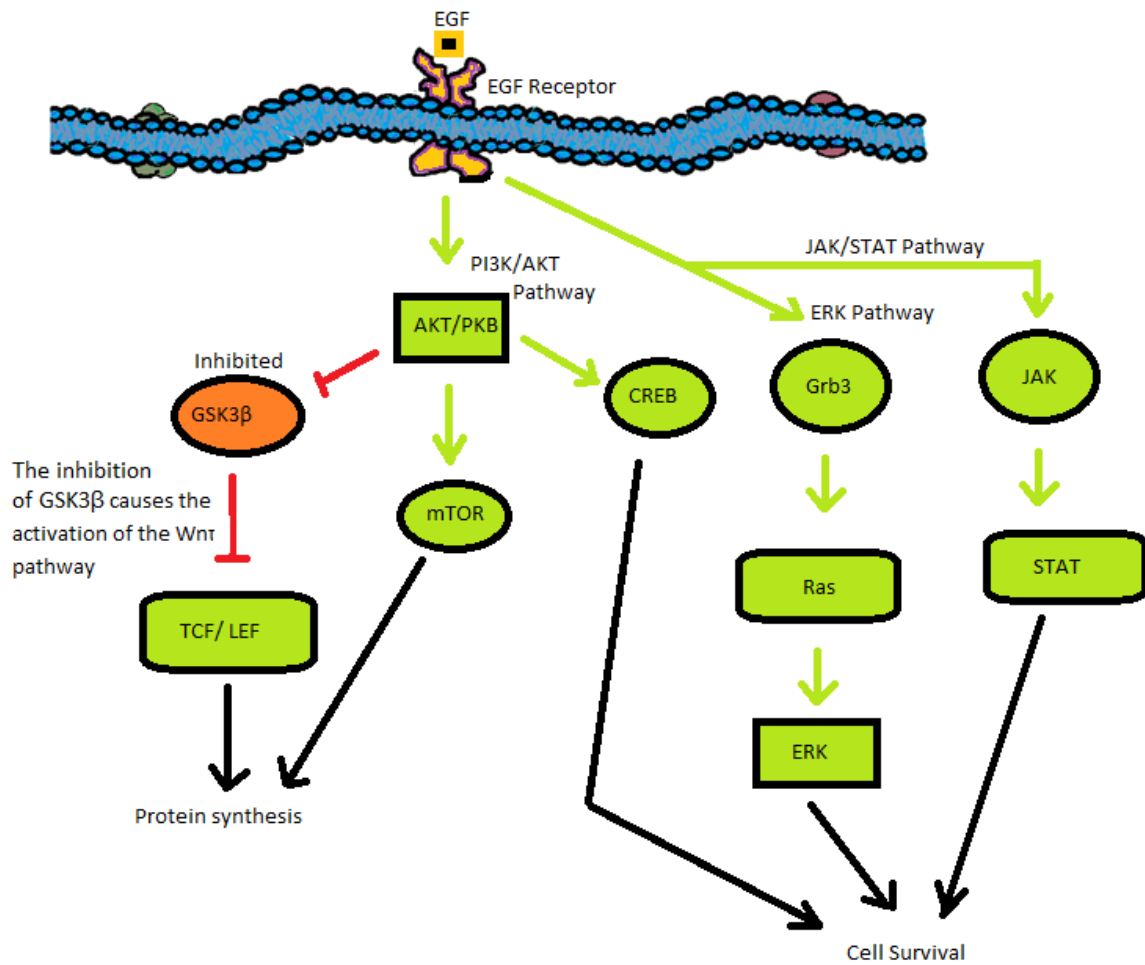 EGF
EGF Receptor
JAK/STAT Pathway
PI3K/AKT
Pathway
ERK Pathway
AKT/PKB
Inhibited
GSK3β
CREB
Grb3
JAK
The inhibition
of GSK3β causes the
activation of the Wnτ
pathway
mTOR
Ras
STAT
TCF/ LEF
ERK
Protein synthesis
Cell Survival